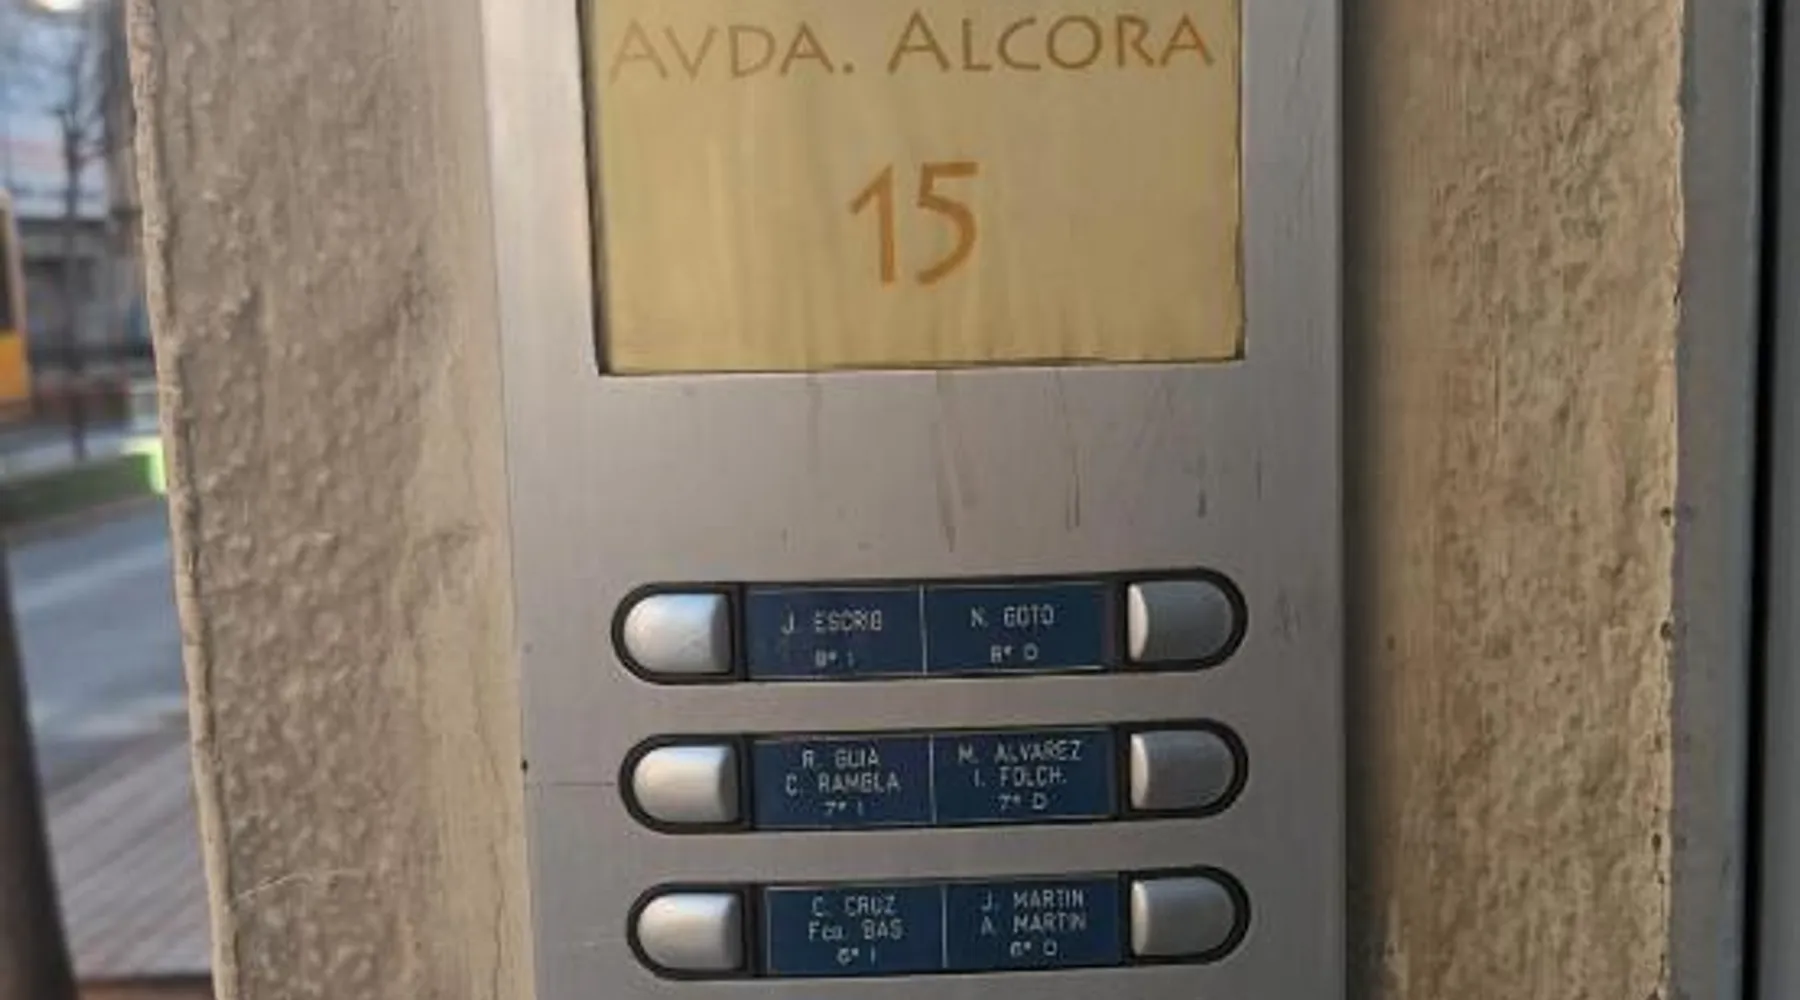 AVDA. ALCORA
15
J. ESCRIG
8º I
N. GOTO
8º D
R. GUIA
C. RAMBLA
7º I
M. ALVAREZ
I. FOLCH.
7º D
C. CRUZ
Fco. BAS
6º I
J. MARTIN
A. MARTIN
6º D